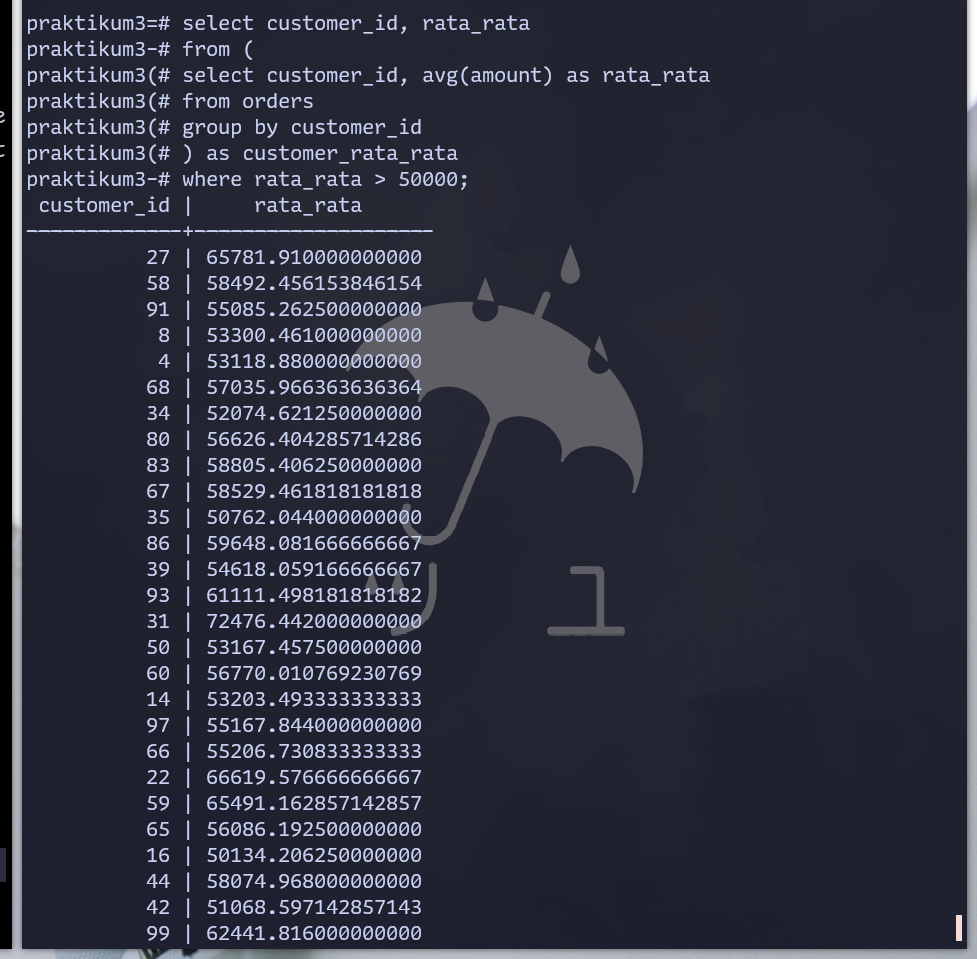 praktikum3=# select customer_id, rata_rata
praktikum3-# from (
praktikum3(# select customer_id, avg(amount) as rata_rata
praktikum3(# from orders
praktikum3(# group by customer_id
praktikum3(# ) as customer_rata_rata
praktikum3-# where rata_rata > 50000;
 customer_id |     rata_rata
-------------+--------------------
          27 | 65781.910000000000
          58 | 58492.456153846154
          91 | 55085.262500000000
           8 | 53300.461000000000
           4 | 53118.880000000000
          68 | 57035.966363636364
          34 | 52074.621250000000
          80 | 56626.404285714286
          83 | 58805.406250000000
          67 | 58529.461818181818
          35 | 50762.044000000000
          86 | 59648.081666666667
          39 | 54618.059166666667
          93 | 61111.498181818182
          31 | 72476.442000000000
          50 | 53167.457500000000
          60 | 56770.010769230769
          14 | 53203.493333333333
          97 | 55167.844000000000
          66 | 55206.730833333333
          22 | 66619.576666666667
          59 | 65491.162857142857
          65 | 56086.192500000000
          16 | 50134.206250000000
          44 | 58074.968000000000
          42 | 51068.597142857143
          99 | 62441.816000000000